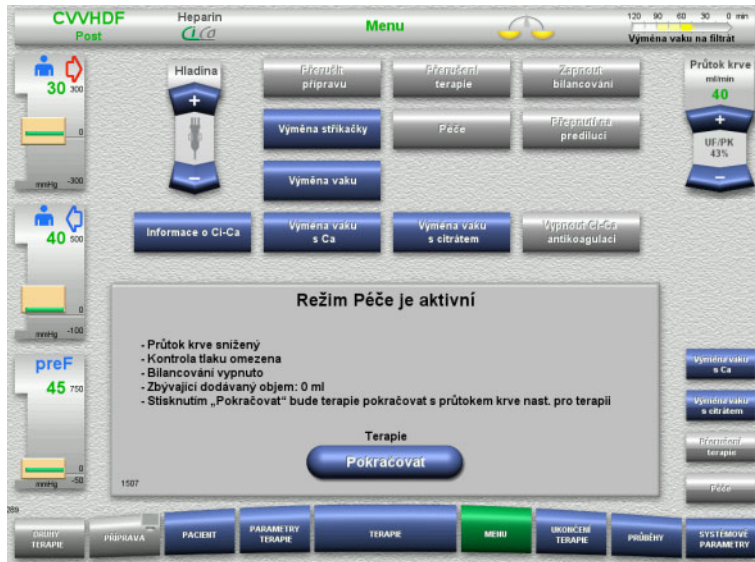 CVVHDF
Post
Heparin
Ci Ca
Menu
120 90 60 30 0 min
Výměna vaku na filtrát
30 300
0
mmHg -300
40 500
0
mmHg -100
preF
45 750
0
mmHg -50
Hladina
+
−
Přerušit
přípravu
Přerušení
terapie
Zapnout
bilancování
Výměna stříkačky
Péče
Přepnutí na
prediluci
Výměna vaku
Informace o Ci-Ca
Výměna vaku
s Ca
Výměna vaku
s citrátem
Vypnout Ci-Ca
antikoagulaci
Průtok krve
ml/min
40
+
UF/PK
43%
−
Režim Péče je aktivní
- Průtok krve snížený
- Kontrola tlaku omezena
- Bilancování vypnuto
- Zbývající dodávaný objem: 0 ml
- Stisknutím „Pokračovat“ bude terapie pokračovat s průtokem krve nast. pro terapii
Terapie
Pokračovat
1507
Výměna vaku
s Ca
Výměna vaku
s citrátem
Přerušení
terapie
Péče
289
DRUHY
TERAPIE
PŘÍPRAVA
PACIENT
PARAMETRY
TERAPIE
TERAPIE
MENU
UKONČENÍ
TERAPIE
PRŮBĚHY
SYSTÉMOVÉ
PARAMETRY